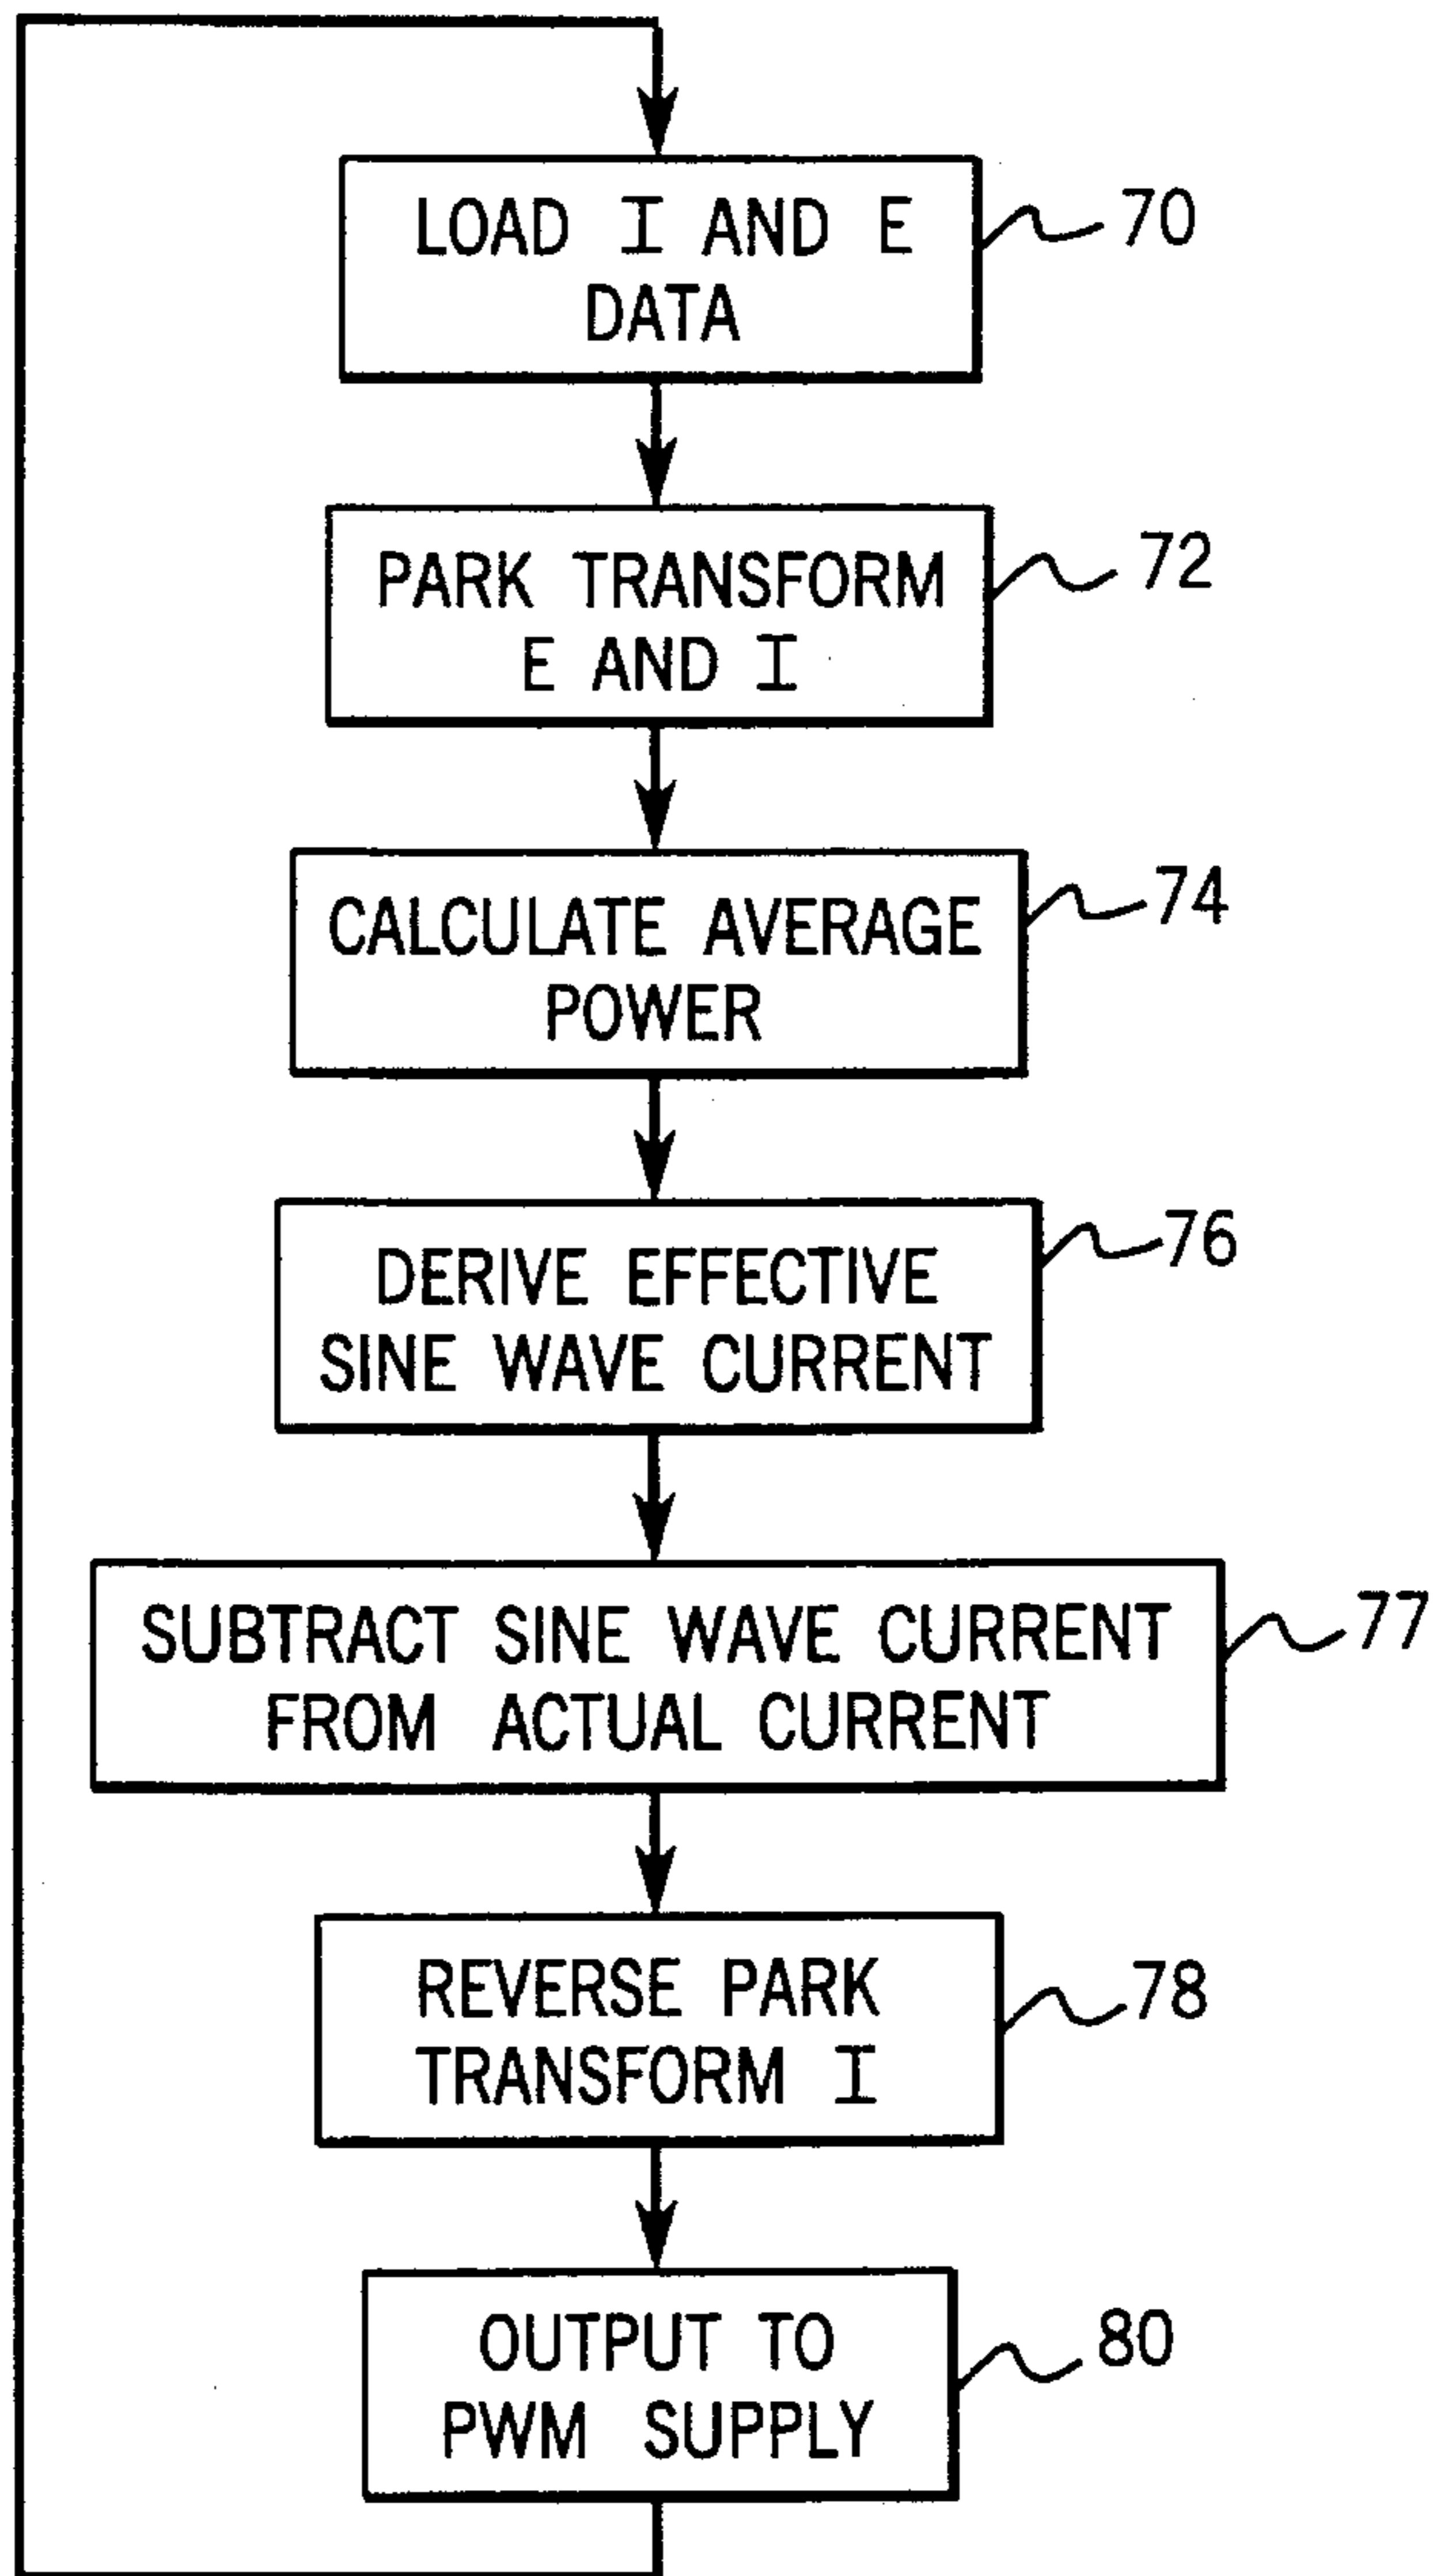 LOAD I AND E
DATA
70
PARK TRANSFORM
E AND I
72
CALCULATE AVERAGE
POWER
74
DERIVE EFFECTIVE
SINE WAVE CURRENT
76
SUBTRACT SINE WAVE CURRENT
FROM ACTUAL CURRENT
77
REVERSE PARK
TRANSFORM I
78
OUTPUT TO
PWM SUPPLY
80